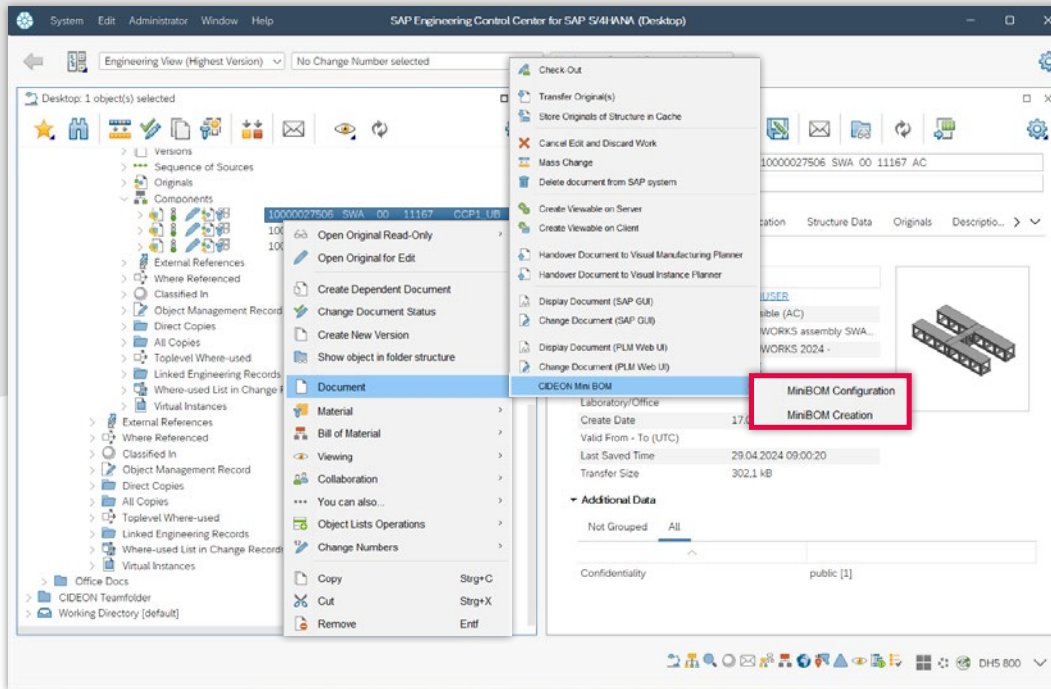 System Edit Administrator Window Help
SAP Engineering Control Center for SAP S/4HANA (Desktop)
Engineering View (Highest Version)
No Change Number selected
Desktop: 1 object(s) selected
Versions
Sequence of Sources
Originals
Components
10000027506 SWA 00 11167 CCP1_UB
External References
Where Referenced
Classified In
Object Management Record
Direct Copies
All Copies
Toplevel Where-used
Linked Engineering Records
Where-used List in Change
Virtual Instances
External References
Where Referenced
Classified In
Object Management Record
Direct Copies
All Copies
Toplevel Where-used
Linked Engineering Records
Where-used List in Change Record
Virtual Instances
Office Docs
CIDEON Teamfolder
Working Directory [default]
Open Original Read-Only
Open Original for Edit
Create Dependent Document
Change Document Status
Create New Version
Show object in folder structure
Document
Material
Bill of Material
Viewing
Collaboration
You can also...
Object Lists Operations
Change Numbers
Copy Strg+C
Cut Strg+X
Remove Entf
Check-Out
Transfer Original(s)
Store Originals of Structure in Cache
Cancel Edit and Discard Work
Mass Change
Delete document from SAP system
Create Viewable on Server
Create Viewable on Client
Handover Document to Visual Manufacturing Planner
Handover Document to Visual Instance Planner
Display Document (SAP GUI)
Change Document (SAP GUI)
Display Document (PLM Web UI)
Change Document (PLM Web UI)
CIDEON Mini BOM
MiniBOM Configuration
MiniBOM Creation
10000027506 SWA 00 11167 AC
Structure Data Originals Descriptio...
USER
(AC)
WORKS assembly SWA...
WORKS 2024 -
Laboratory/Office
Create Date 17.0
Valid From - To (UTC)
Last Saved Time 29.04.2024 09:00:20
Transfer Size 302,1 kB
Additional Data
Not Grouped All
Confidentiality public [1]
DH5 800